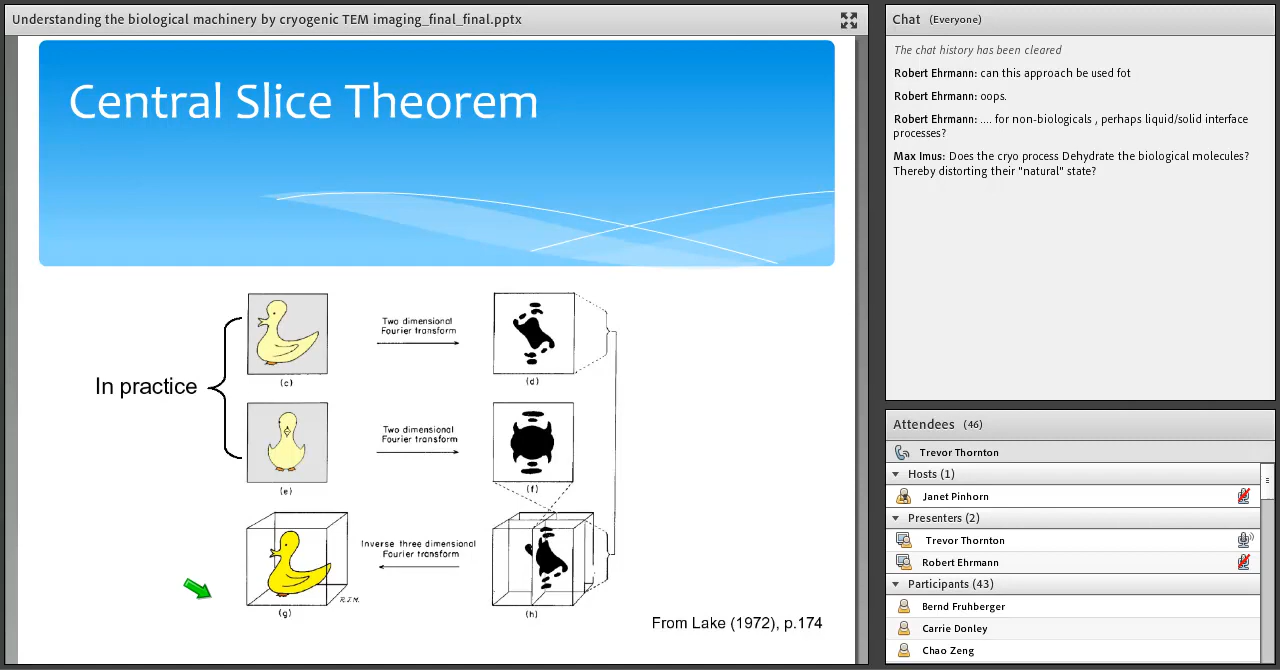 Understanding the biological machinery by cryogenic TEM imaging_final_final.pptx
Central Slice Theorem
In practice
Two dimensional
Fourier transform
(c)
(d)
Two dimensional
Fourier transform
(e)
(f)
Inverse three dimensional
Fourier transform
R.I.M.
(g)
(h)
From Lake (1972), p.174
Chat (Everyone)
The chat history has been cleared
Robert Ehrmann: can this approach be used fot
Robert Ehrmann: oops.
Robert Ehrmann: .... for non-biologicals , perhaps liquid/solid interface
processes?
Max Imus: Does the cryo process Dehydrate the biological molecules?
Thereby distorting their "natural" state?
Attendees (46)
Trevor Thornton
Hosts (1)
Janet Pinhorn
Presenters (2)
Trevor Thornton
Robert Ehrmann
Participants (43)
Bernd Fruhberger
Carrie Donley
Chao Zeng